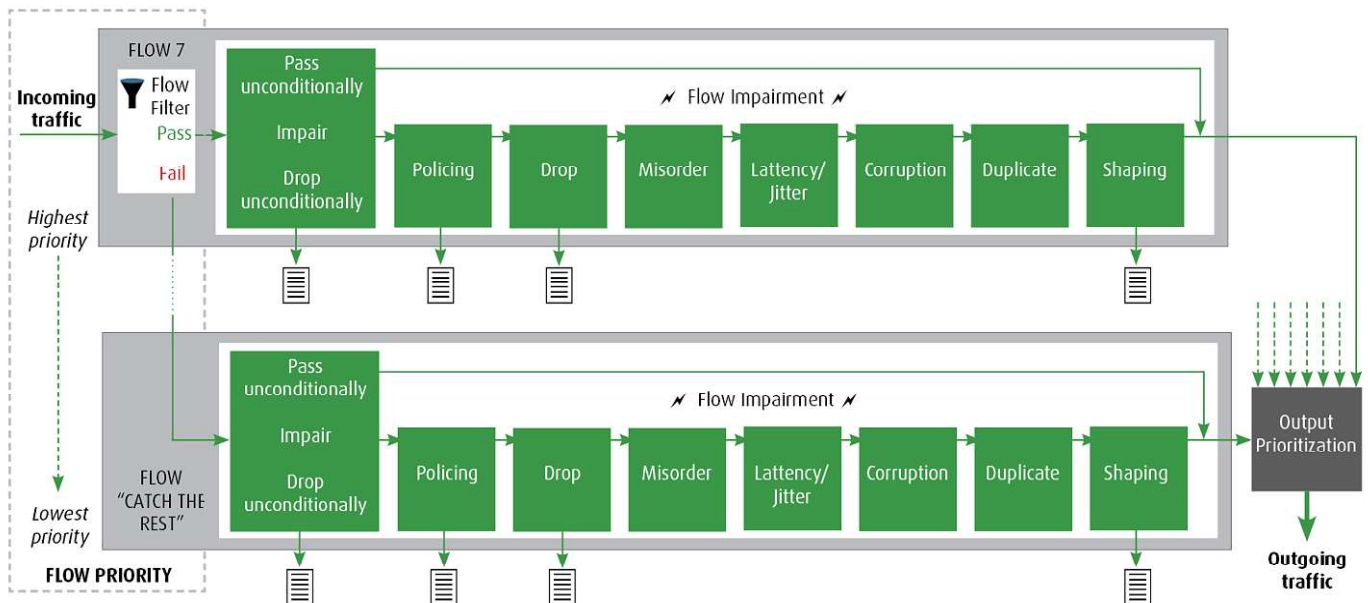 FLOW 7
Flow
Filter
Pass
Fail
Incoming
traffic
Pass
unconditionally
Impair
Drop
unconditionally
Flow Impairment
Policing
Drop
Misorder
Lattency/
Jitter
Corruption
Duplicate
Shaping
Highest
priority
Lowest
priority
FLOW PRIORITY
FLOW
“CATCH THE
REST”
Pass
unconditionally
Impair
Drop
unconditionally
Flow Impairment
Policing
Drop
Misorder
Lattency/
Jitter
Corruption
Duplicate
Shaping
Output
Prioritization
Outgoing
traffic